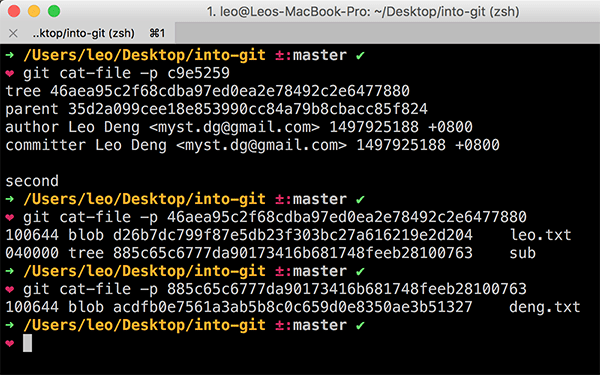 1. leo@Leos-MacBook-Pro: ~/Desktop/into-git (zsh)
× ..ktop/into-git (zsh) ⌘1
➜ /Users/leo/Desktop/into-git ±:master ✔
❤ git cat-file -p c9e5259
tree 46aea95c2f68cdba97ed0ea2e78492c2e6477880
parent 35d2a099cee18e853990cc84a79b8cbacc85f824
author Leo Deng <myst.dg@gmail.com> 1497925188 +0800
committer Leo Deng <myst.dg@gmail.com> 1497925188 +0800
second
➜ /Users/leo/Desktop/into-git ±:master ✔
❤ git cat-file -p 46aea95c2f68cdba97ed0ea2e78492c2e6477880
100644 blob d26b7dc799f87e5db23f303bc27a616219e2d204 leo.txt
040000 tree 885c65c6777da90173416b681748feeb28100763 sub
➜ /Users/leo/Desktop/into-git ±:master ✔
❤ git cat-file -p 885c65c6777da90173416b681748feeb28100763
100644 blob acdfb0e7561a3ab5b8c0c659d0e8350ae3b51327 deng.txt
➜ /Users/leo/Desktop/into-git ±:master ✔
❤